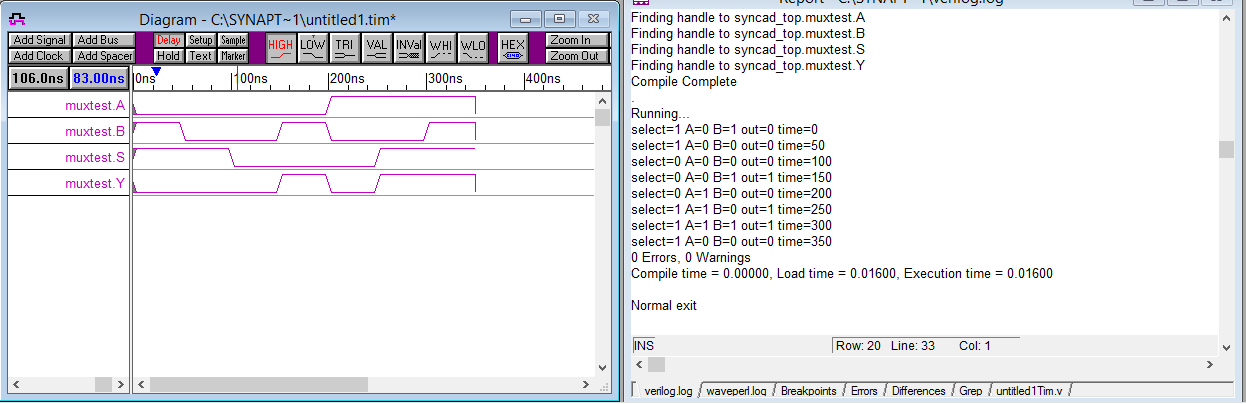 Diagram - C:\SYNAPT~1\untitled1.tim*
Add Signal Add Bus Delay Setup Sample HIGH LOW TRI VAL INVal WHI WLO HEX Zoom In
Add Clock Add Spacer Hold Text Marker Zoom Out
106.0ns 83.00ns 0ns 100ns 200ns 300ns 400ns
muxtest.A
muxtest.B
muxtest.S
muxtest.Y
Report - C:\SYNAPT~1\verilog.log
Finding handle to syncad_top.muxtest.A
Finding handle to syncad_top.muxtest.B
Finding handle to syncad_top.muxtest.S
Finding handle to syncad_top.muxtest.Y
Compile Complete
.
Running...
select=1 A=0 B=1 out=0 time=0
select=1 A=0 B=0 out=0 time=50
select=0 A=0 B=0 out=0 time=100
select=0 A=0 B=1 out=1 time=150
select=0 A=1 B=0 out=0 time=200
select=1 A=1 B=0 out=1 time=250
select=1 A=1 B=1 out=1 time=300
select=1 A=0 B=0 out=0 time=350
0 Errors, 0 Warnings
Compile time = 0.00000, Load time = 0.01600, Execution time = 0.01600
Normal exit
INS Row: 20 Line: 33 Col: 1
verilog.log waveperl.log Breakpoints Errors Differences Grep untitled1Tim.v